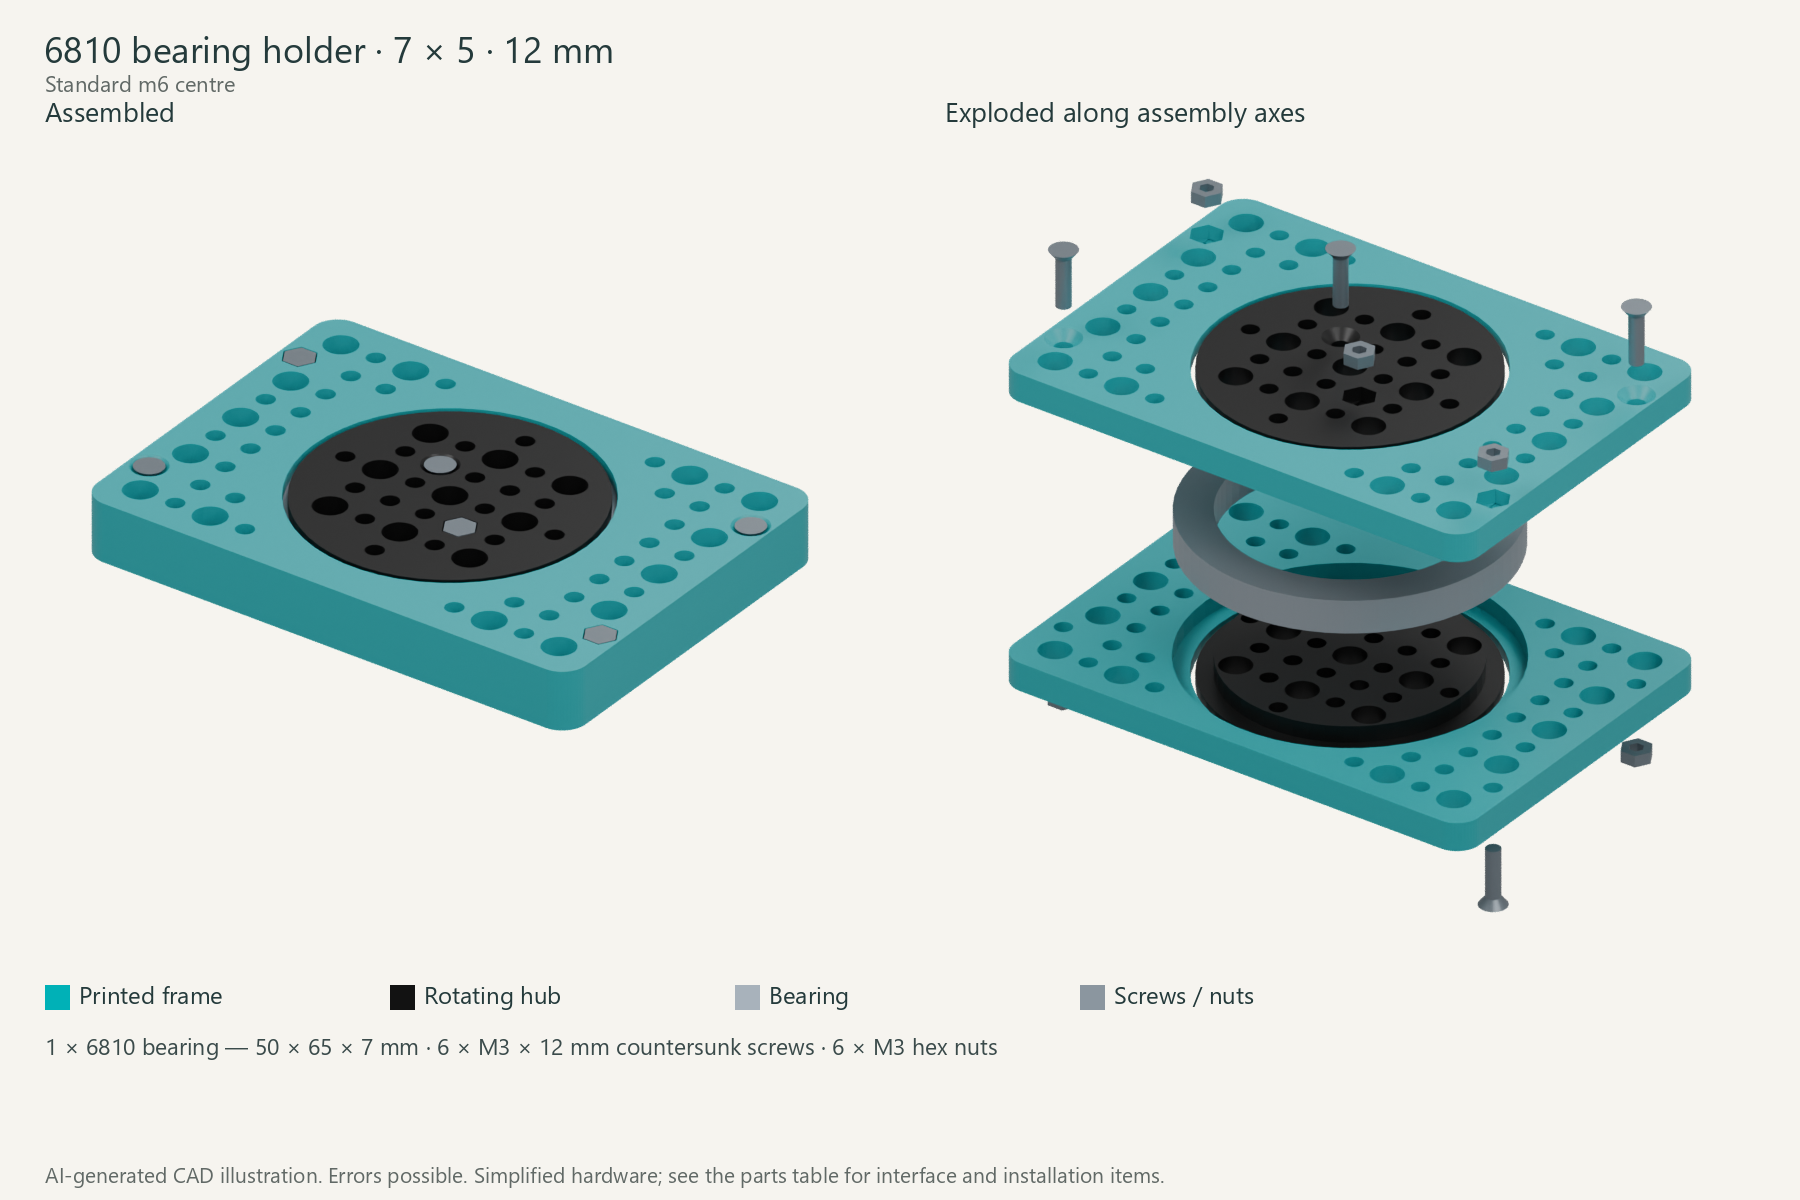 6810 bearing holder · 7 × 5 · 12 mm
Standard m6 centre
Assembled
Exploded along assembly axes
Printed frame
Rotating hub
Bearing
Screws / nuts
1 × 6810 bearing — 50 × 65 × 7 mm · 6 × M3 × 12 mm countersunk screws · 6 × M3 hex nuts
AI-generated CAD illustration. Errors possible. Simplified hardware; see the parts table for interface and installation items.